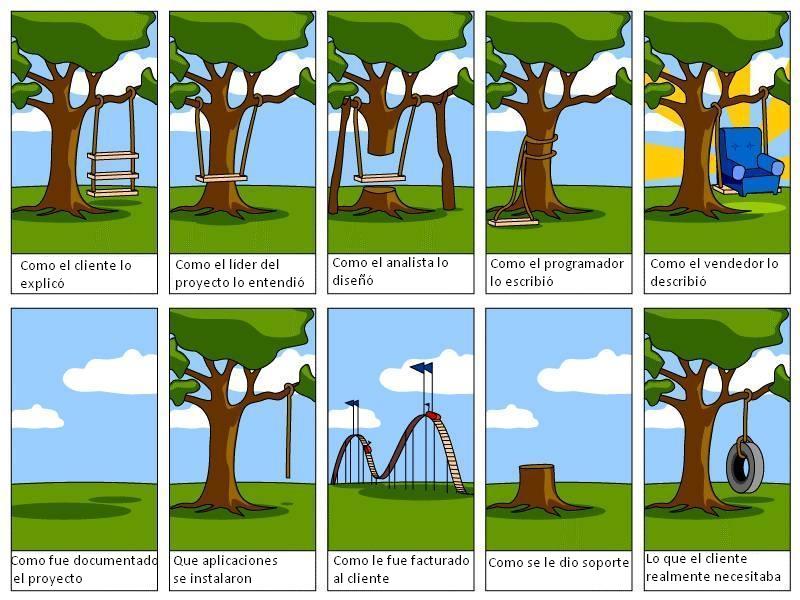 Como el cliente lo
explicó
Como el líder del
proyecto lo entendió
Como el analista lo
diseñó
Como el programador
lo escribió
Como el vendedor lo
describió
Como fue documentado
el proyecto
Que aplicaciones
se instalaron
Como le fue facturado
al cliente
Como se le dio soporte
Lo que el cliente
realmente necesitaba